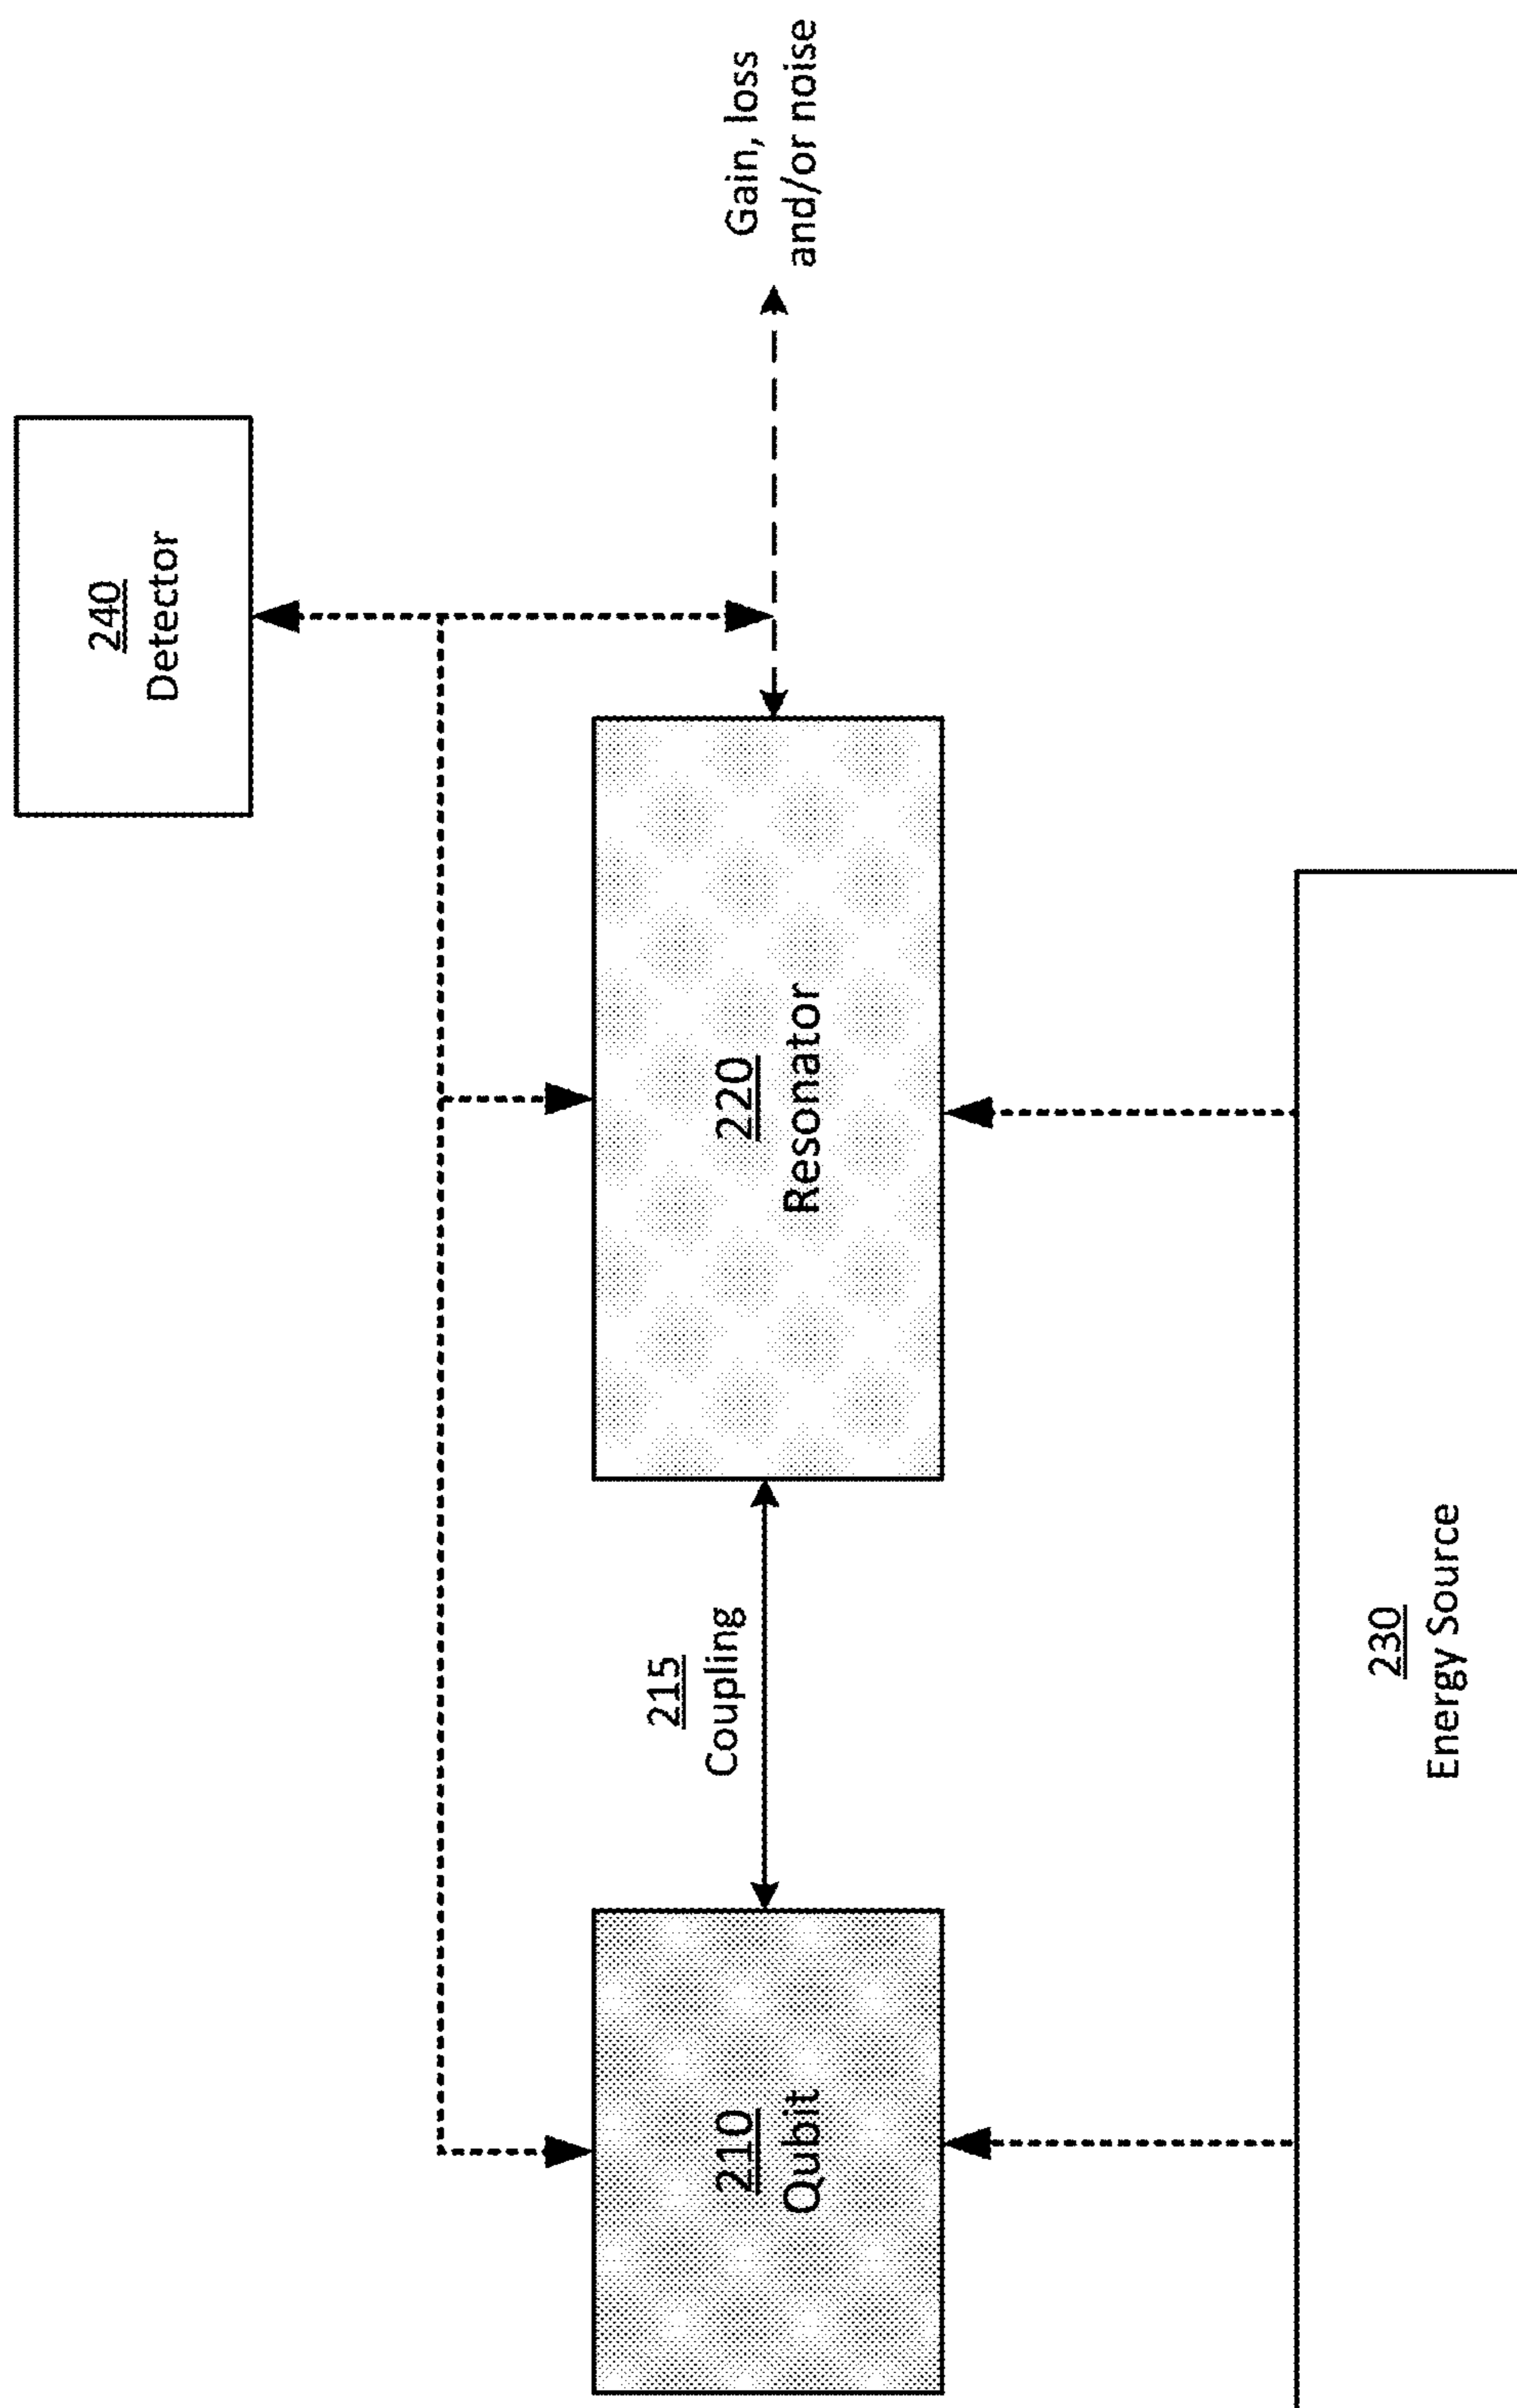 240
Detector
Gain, loss
and/or noise
215
Coupling
210
Qubit
220
Resonator
230
Energy Source